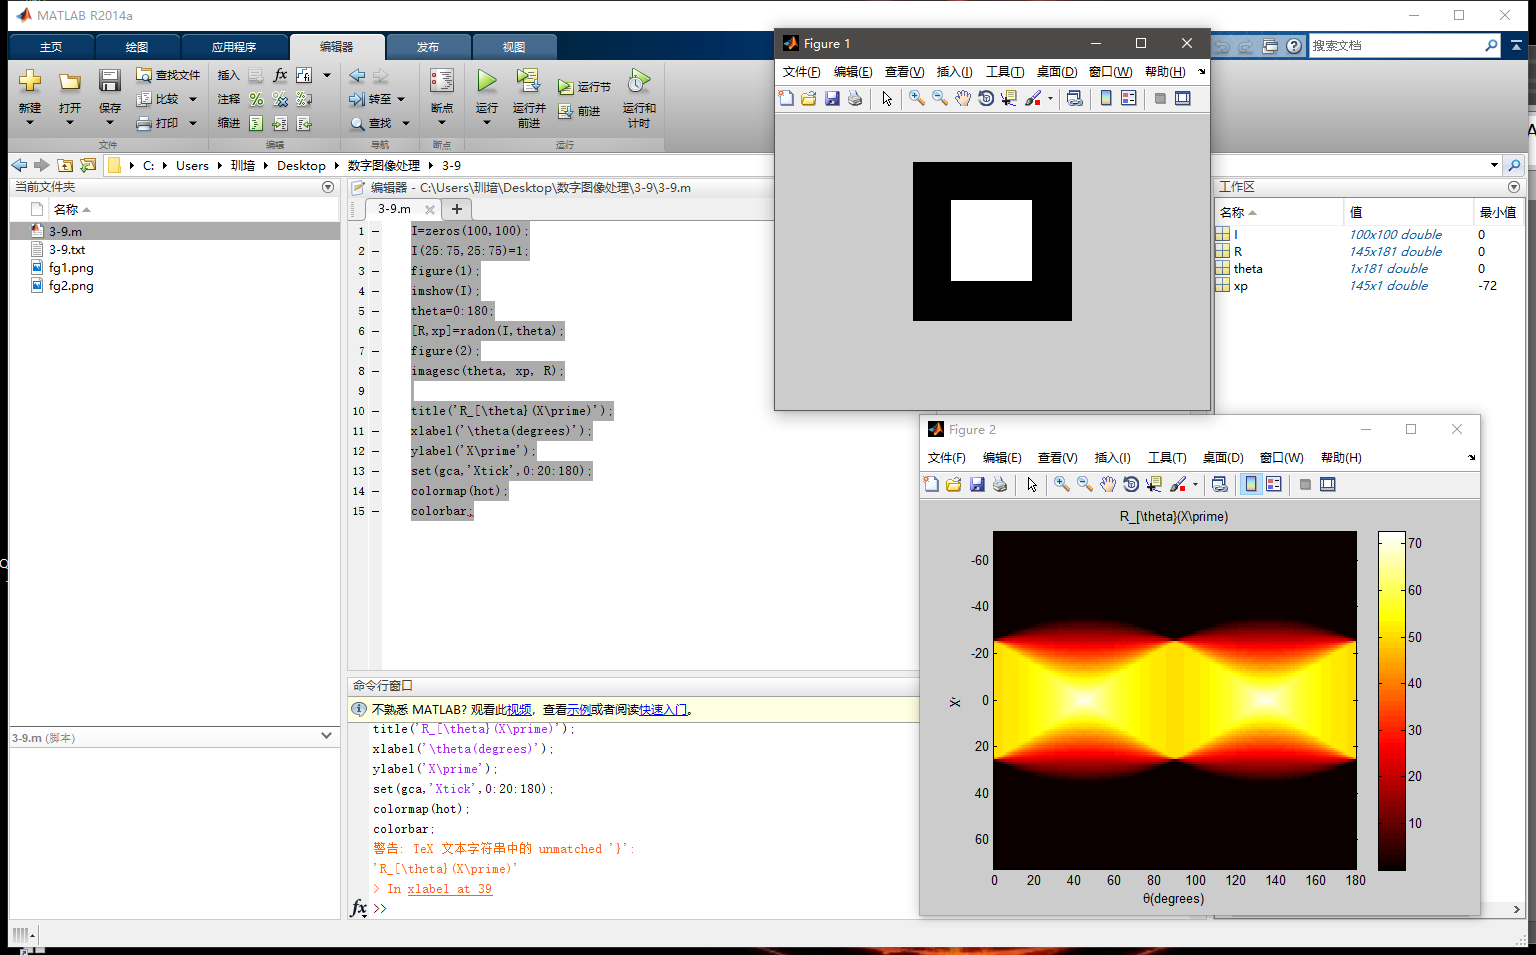 MATLAB R2014a
主页
绘图
应用程序
编辑器
发布
视图
搜索文档
新建
打开
保存
查找文件
比较
打印
文件
插入
fx
注释
缩进
编辑
转至
查找
导航
断点
断点
运行
运行并前进
运行节
前进
运行和计时
运行
C: Users 玥培 Desktop 数字图像处理 3-9
当前文件夹
名称
3-9.m
3-9.txt
fg1.png
fg2.png
3-9.m (脚本)
编辑器 - C:\Users\玥培\Desktop\数字图像处理\3-9\3-9.m
3-9.m
1 I=zeros(100,100);
2 I(25:75,25:75)=1;
3 figure(1);
4 imshow(I);
5 theta=0:180;
6 [R,xp]=radon(I,theta);
7 figure(2);
8 imagesc(theta, xp, R);
9
10 title('R_[\theta}(X\prime)');
11 xlabel('\theta(degrees)');
12 ylabel('X\prime');
13 set(gca,'Xtick',0:20:180);
14 colormap(hot);
15 colorbar;
命令行窗口
不熟悉 MATLAB? 观看此视频, 查看示例或者阅读快速入门。
title('R_[\theta}(X\prime)');
xlabel('\theta(degrees)');
ylabel('X\prime');
set(gca,'Xtick',0:20:180);
colormap(hot);
colorbar;
警告: TeX 文本字符串中的 unmatched '}':
'R_[\theta}(X\prime)'
> In xlabel at 39
fx >>
Figure 1
文件(F) 编辑(E) 查看(V) 插入(I) 工具(T) 桌面(D) 窗口(W) 帮助(H)
工作区
名称 值 最小值
I 100x100 double 0
R 145x181 double 0
theta 1x181 double 0
xp 145x1 double -72
Figure 2
文件(F) 编辑(E) 查看(V) 插入(I) 工具(T) 桌面(D) 窗口(W) 帮助(H)
R_[\theta}(X\prime)
-60
-40
-20
0
20
40
60
X′
0 20 40 60 80 100 120 140 160 180
θ(degrees)
70
60
50
40
30
20
10